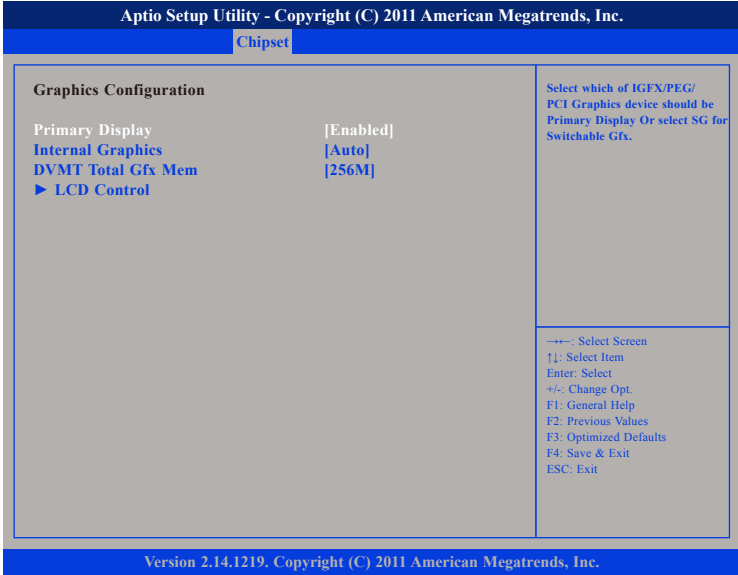 Aptio Setup Utility - Copyright (C) 2011 American Megatrends, Inc.
Chipset
Graphics Configuration
Primary Display [Enabled]
Internal Graphics [Auto]
DVMT Total Gfx Mem [256M]
► LCD Control
Select which of IGFX/PEG/
PCI Graphics device should be
Primary Display Or select SG for
Switchable Gfx.
→←: Select Screen
↑↓: Select Item
Enter: Select
+/-: Change Opt.
F1: General Help
F2: Previous Values
F3: Optimized Defaults
F4: Save & Exit
ESC: Exit
Version 2.14.1219. Copyright (C) 2011 American Megatrends, Inc.